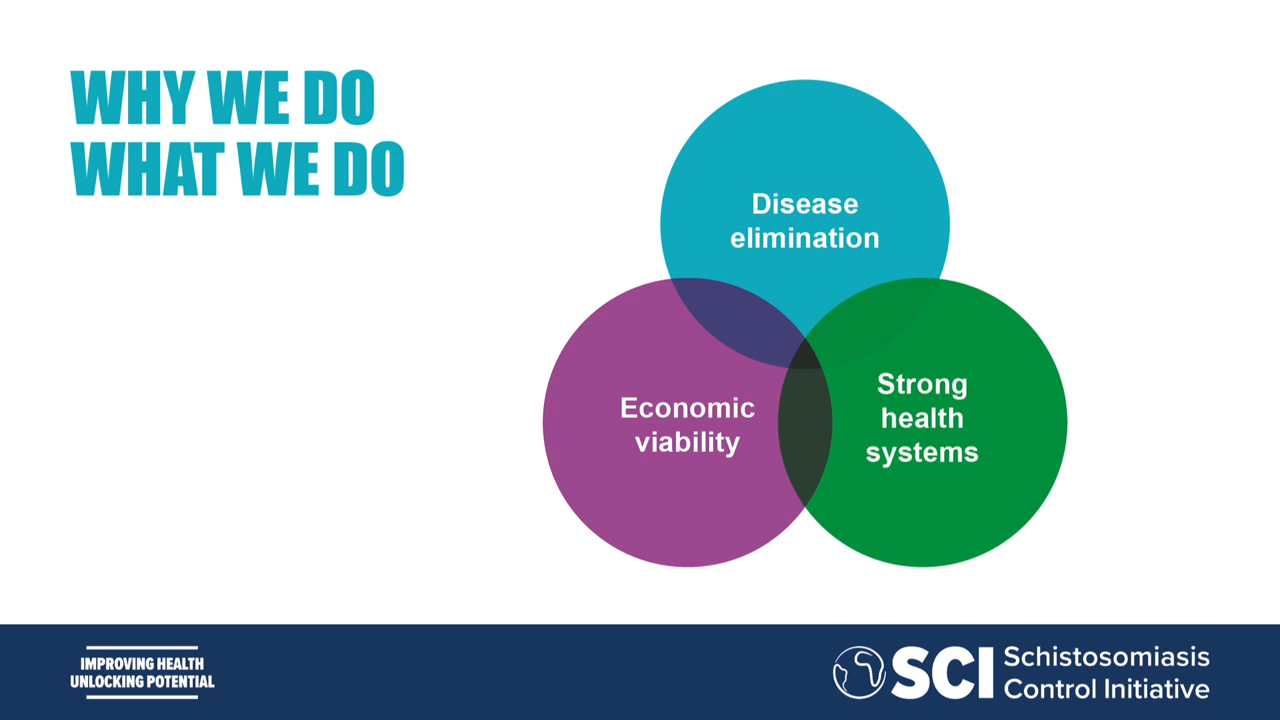 WHY WE DO
WHAT WE DO
Disease
elimination
Economic
viability
Strong
health
systems
IMPROVING HEALTH
UNLOCKING POTENTIAL
SCI
Schistosomiasis
Control Initiative